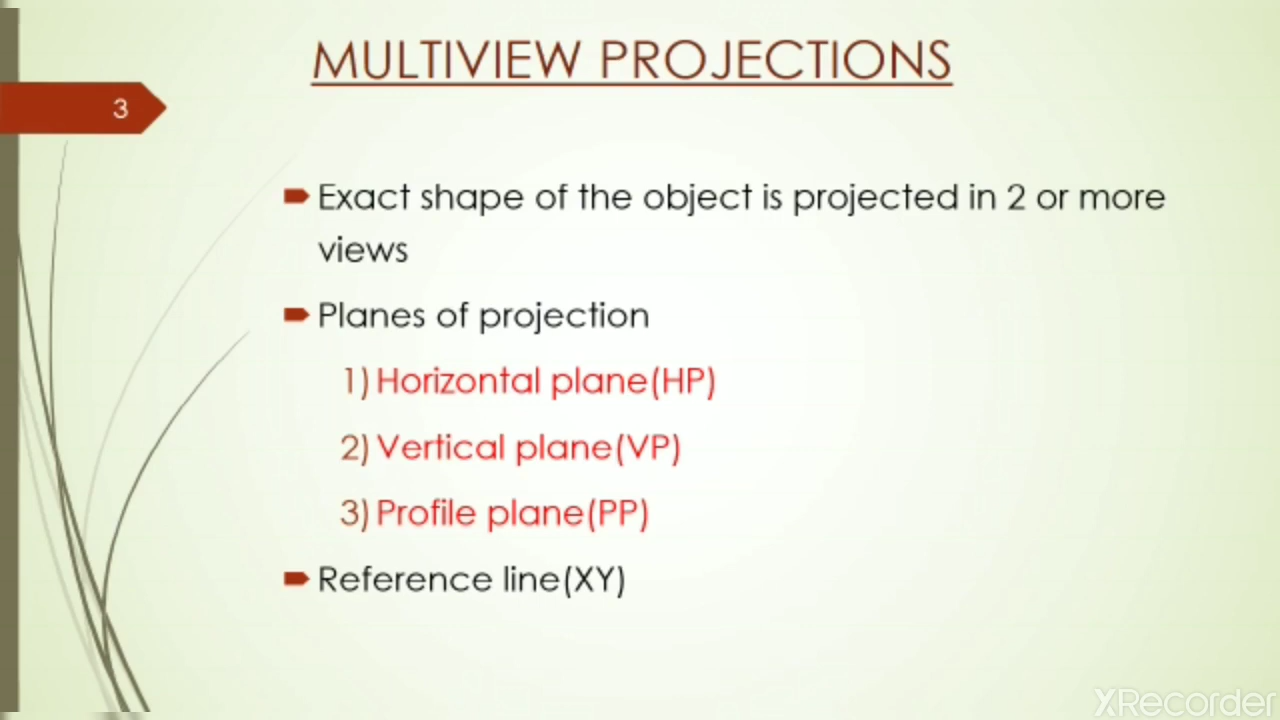 MULTIVIEW PROJECTIONS
3
Exact shape of the object is projected in 2 or more
views
Planes of projection
1) Horizontal plane(HP)
2) Vertical plane(VP)
3) Profile plane(PP)
Reference line(XY)
XRecorder